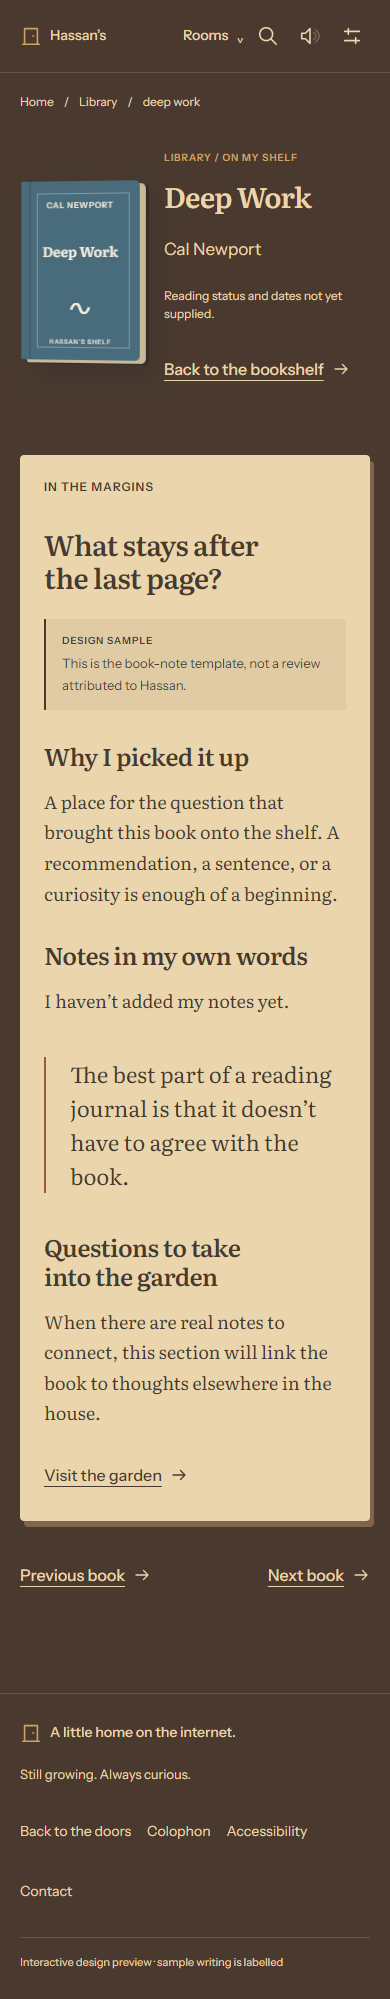 Hassan's
Rooms v
Home / Library / deep work
LIBRARY / ON MY SHELF
Deep Work
Cal Newport
Reading status and dates not yet
supplied.
Back to the bookshelf →
CAL NEWPORT
Deep Work
HASSAN'S SHELF
IN THE MARGINS
What stays after
the last page?
DESIGN SAMPLE
This is the book-note template, not a review
attributed to Hassan.
Why I picked it up
A place for the question that
brought this book onto the shelf. A
recommendation, a sentence, or a
curiosity is enough of a beginning.
Notes in my own words
I haven’t added my notes yet.
The best part of a reading
journal is that it doesn’t
have to agree with the
book.
Questions to take
into the garden
When there are real notes to
connect, this section will link the
book to thoughts elsewhere in the
house.
Visit the garden →
Previous book → Next book →
A little home on the internet.
Still growing. Always curious.
Back to the doors Colophon Accessibility
Contact
Interactive design preview · sample writing is labelled